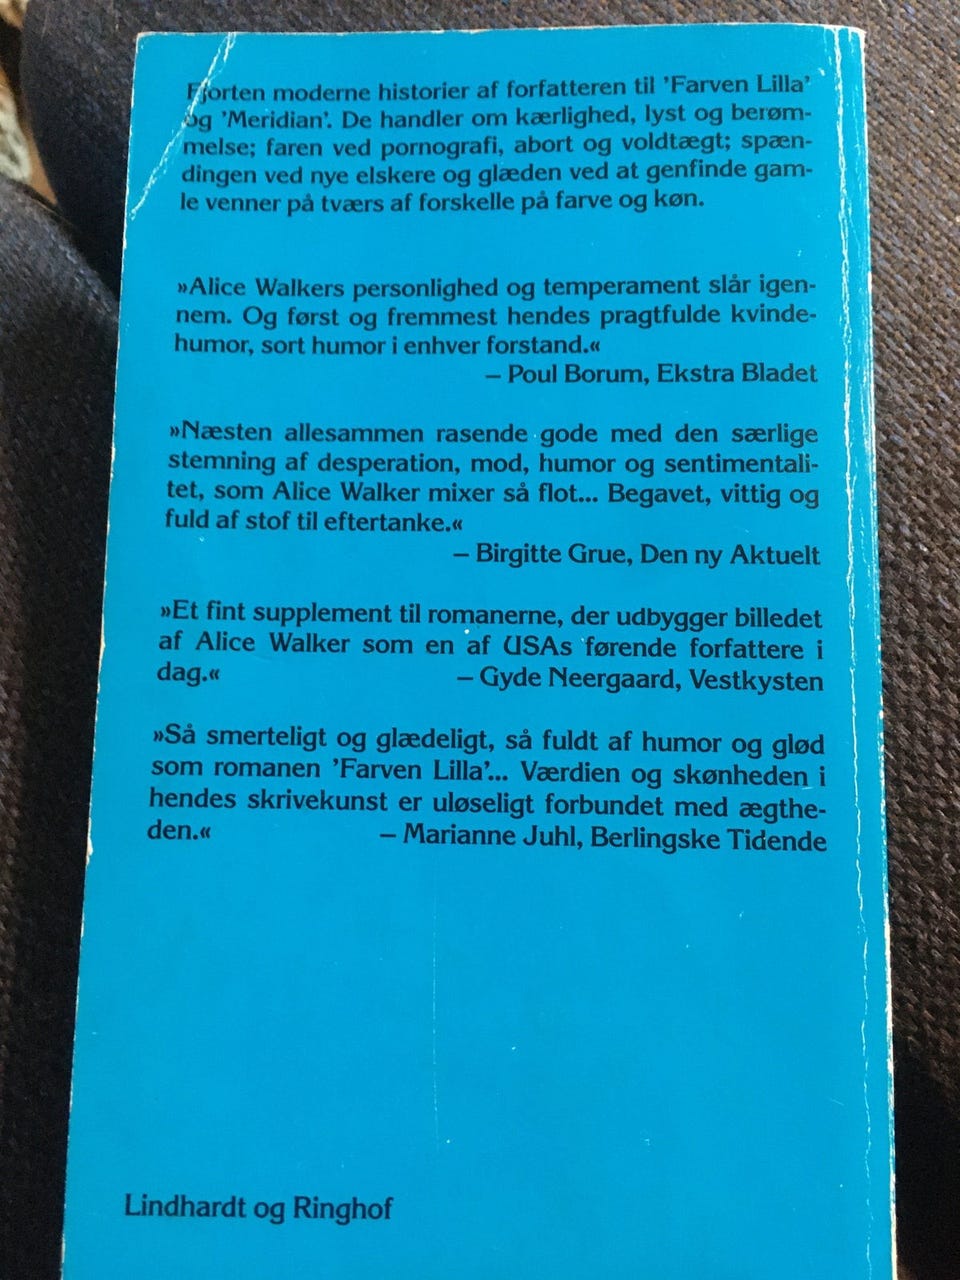 Fjorten moderne historier af forfatteren til 'Farven Lilla'
og 'Meridian'. De handler om kærlighed, lyst og berøm-
melse; faren ved pornografi, abort og voldtægt; spæn-
dingen ved nye elskere og glæden ved at genfinde gam-
le venner på tværs af forskelle på farve og køn.
»Alice Walkers personlighed og temperament slår igen-
nem. Og først og fremmest hendes pragtfulde kvinde-
humor, sort humor i enhver forstand.«
– Poul Borum, Ekstra Bladet
»Næsten allesammen rasende gode med den særlige
stemning af desperation, mod, humor og sentimentali-
tet, som Alice Walker mixer så flot... Begavet, vittig og
fuld af stof til eftertanke.«
– Birgitte Grue, Den ny Aktuelt
»Et fint supplement til romanerne, der udbygger billedet
af Alice Walker som en af USAs førende forfattere i
dag.« – Gyde Neergaard, Vestkysten
»Så smerteligt og glædeligt, så fuldt af humor og glød
som romanen 'Farven Lilla'... Værdien og skønheden i
hendes skrivekunst er uløseligt forbundet med ægthe-
den.« – Marianne Juhl, Berlingske Tidende
Lindhardt og Ringhof